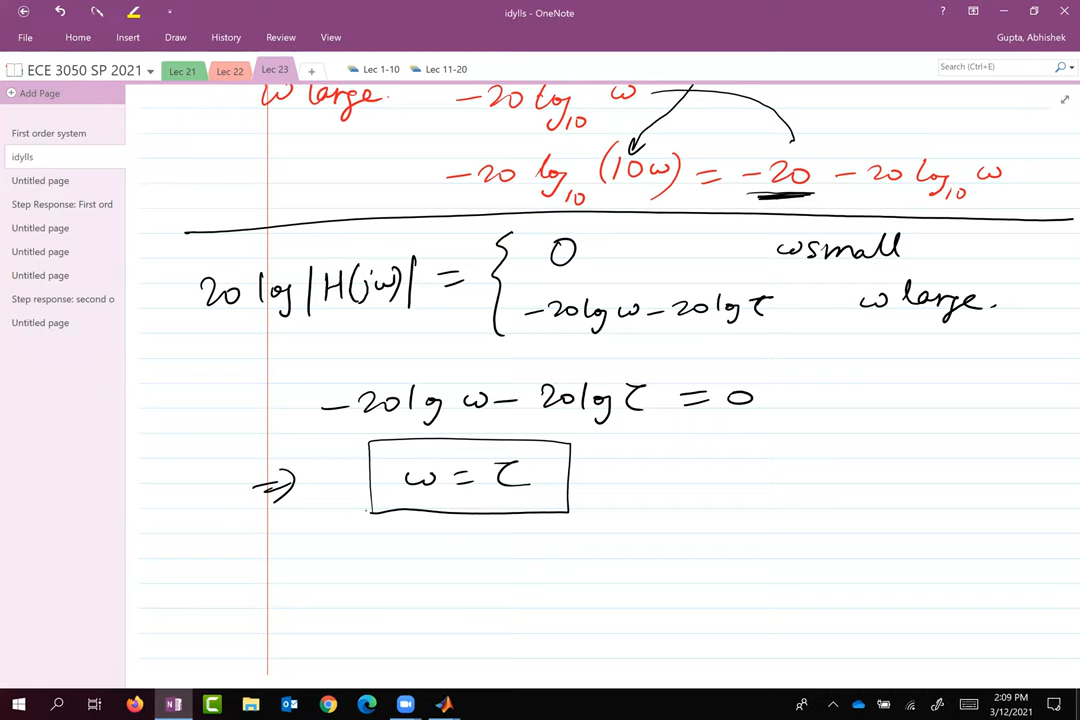 idylls - OneNote
?
File Home Insert Draw History Review View
Gupta, Abhishek
ECE 3050 SP 2021 Lec 21 Lec 22 Lec 23 + Lec 1-10 Lec 11-20
Search (Ctrl+E)
Add Page
First order system
idylls
Untitled page
Step Response: First ord
Untitled page
Untitled page
Untitled page
Step response: second o
Untitled page
ω large. -20 log₁₀ ω
-20 log₁₀ (10ω) = -20 - 20 log₁₀ ω
20 log |H(jω)| = { 0 ω small
-20 log ω - 20 log τ ω large.
-20 log ω - 20 log τ = 0
⇒ ω = τ
2:09 PM
3/12/2021